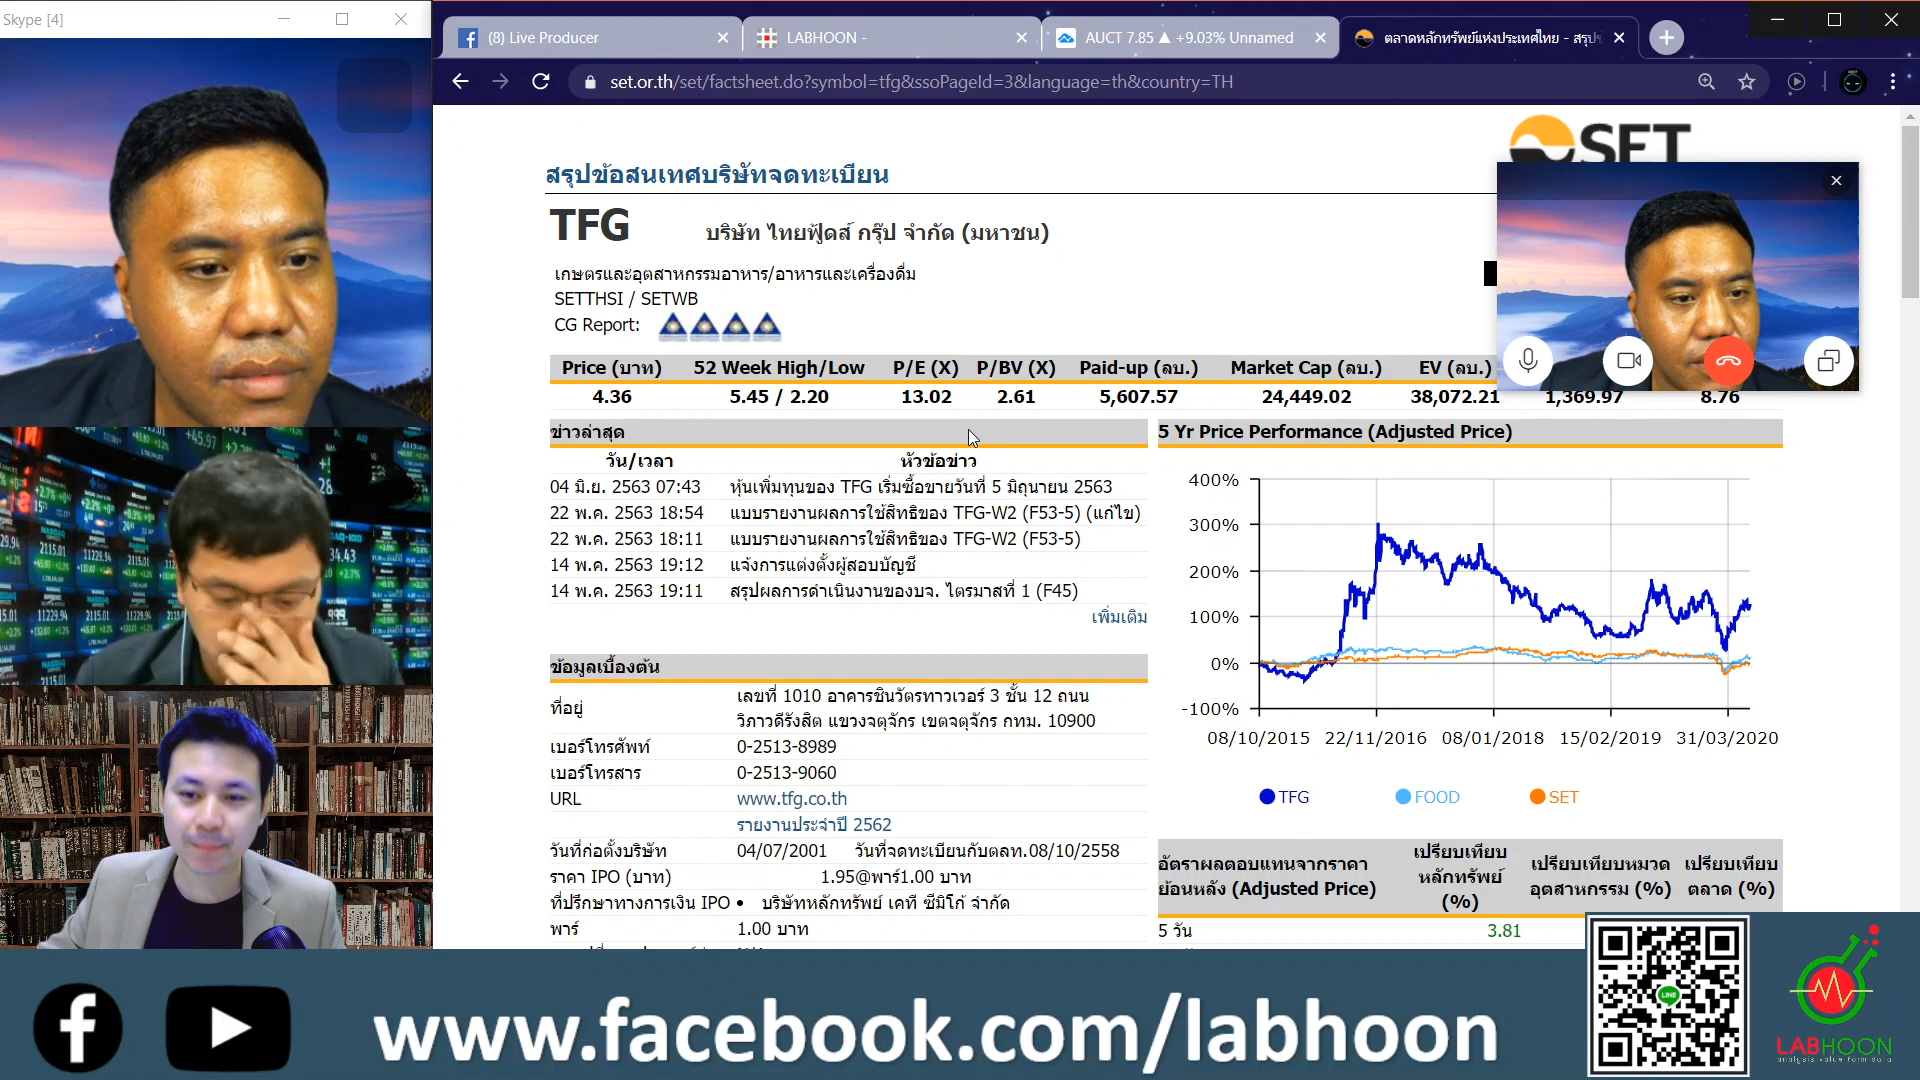 Skype [4]
(8) Live Producer
LABHOON -
AUCT 7.85 ▲ +9.03% Unnamed
ตลาดหลักทรัพย์แห่งประเทศไทย - สรุป
set.or.th/set/factsheet.do?symbol=tfg&ssoPageId=3&language=th&country=TH
SET
สรุปข้อสนเทศบริษัทจดทะเบียน
TFG บริษัท ไทยฟู้ดส์ กรุ๊ป จำกัด (มหาชน)
เกษตรและอุตสาหกรรมอาหาร/อาหารและเครื่องดื่ม
SETTHSI / SETWB
CG Report:
Price (บาท) 52 Week High/Low P/E (X) P/BV (X) Paid-up (ลบ.) Market Cap (ลบ.) EV (ลบ.)
4.36 5.45 / 2.20 13.02 2.61 5,607.57 24,449.02 38,072.21 1,369.97 8.76
ข่าวล่าสุด
วัน/เวลา หัวข้อข่าว
04 มิ.ย. 2563 07:43 หุ้นเพิ่มทุนของ TFG เริ่มซื้อขายวันที่ 5 มิถุนายน 2563
22 พ.ค. 2563 18:54 แบบรายงานผลการใช้สิทธิของ TFG-W2 (F53-5) (แก้ไข)
22 พ.ค. 2563 18:11 แบบรายงานผลการใช้สิทธิของ TFG-W2 (F53-5)
14 พ.ค. 2563 19:12 แจ้งการแต่งตั้งผู้สอบบัญชี
14 พ.ค. 2563 19:11 สรุปผลการดำเนินงานของบจ. ไตรมาสที่ 1 (F45)
เพิ่มเติม
ข้อมูลเบื้องต้น
ที่อยู่ เลขที่ 1010 อาคารชินวัตรทาวเวอร์ 3 ชั้น 12 ถนน
วิภาวดีรังสิต แขวงจตุจักร เขตจตุจักร กทม. 10900
เบอร์โทรศัพท์ 0-2513-8989
เบอร์โทรสาร 0-2513-9060
URL www.tfg.co.th
รายงานประจำปี 2562
วันที่ก่อตั้งบริษัท 04/07/2001 วันที่จดทะเบียนกับตลท. 08/10/2558
ราคา IPO (บาท) 1.95@พาร์1.00 บาท
ที่ปรึกษาทางการเงิน IPO • บริษัทหลักทรัพย์ เคที ซีมิโก้ จำกัด
พาร์ 1.00 บาท
5 Yr Price Performance (Adjusted Price)
400%
300%
200%
100%
0%
-100%
08/10/2015 22/11/2016 08/01/2018 15/02/2019 31/03/2020
TFG FOOD SET
อัตราผลตอบแทนจากราคา
ย้อนหลัง (Adjusted Price)
เปรียบเทียบ
หลักทรัพย์
(%)
เปรียบเทียบหมวด
อุตสาหกรรม (%)
เปรียบเทียบ
ตลาด (%)
5 วัน 3.81
www.facebook.com/labhoon
LINE
LABHOON
analysis value form data